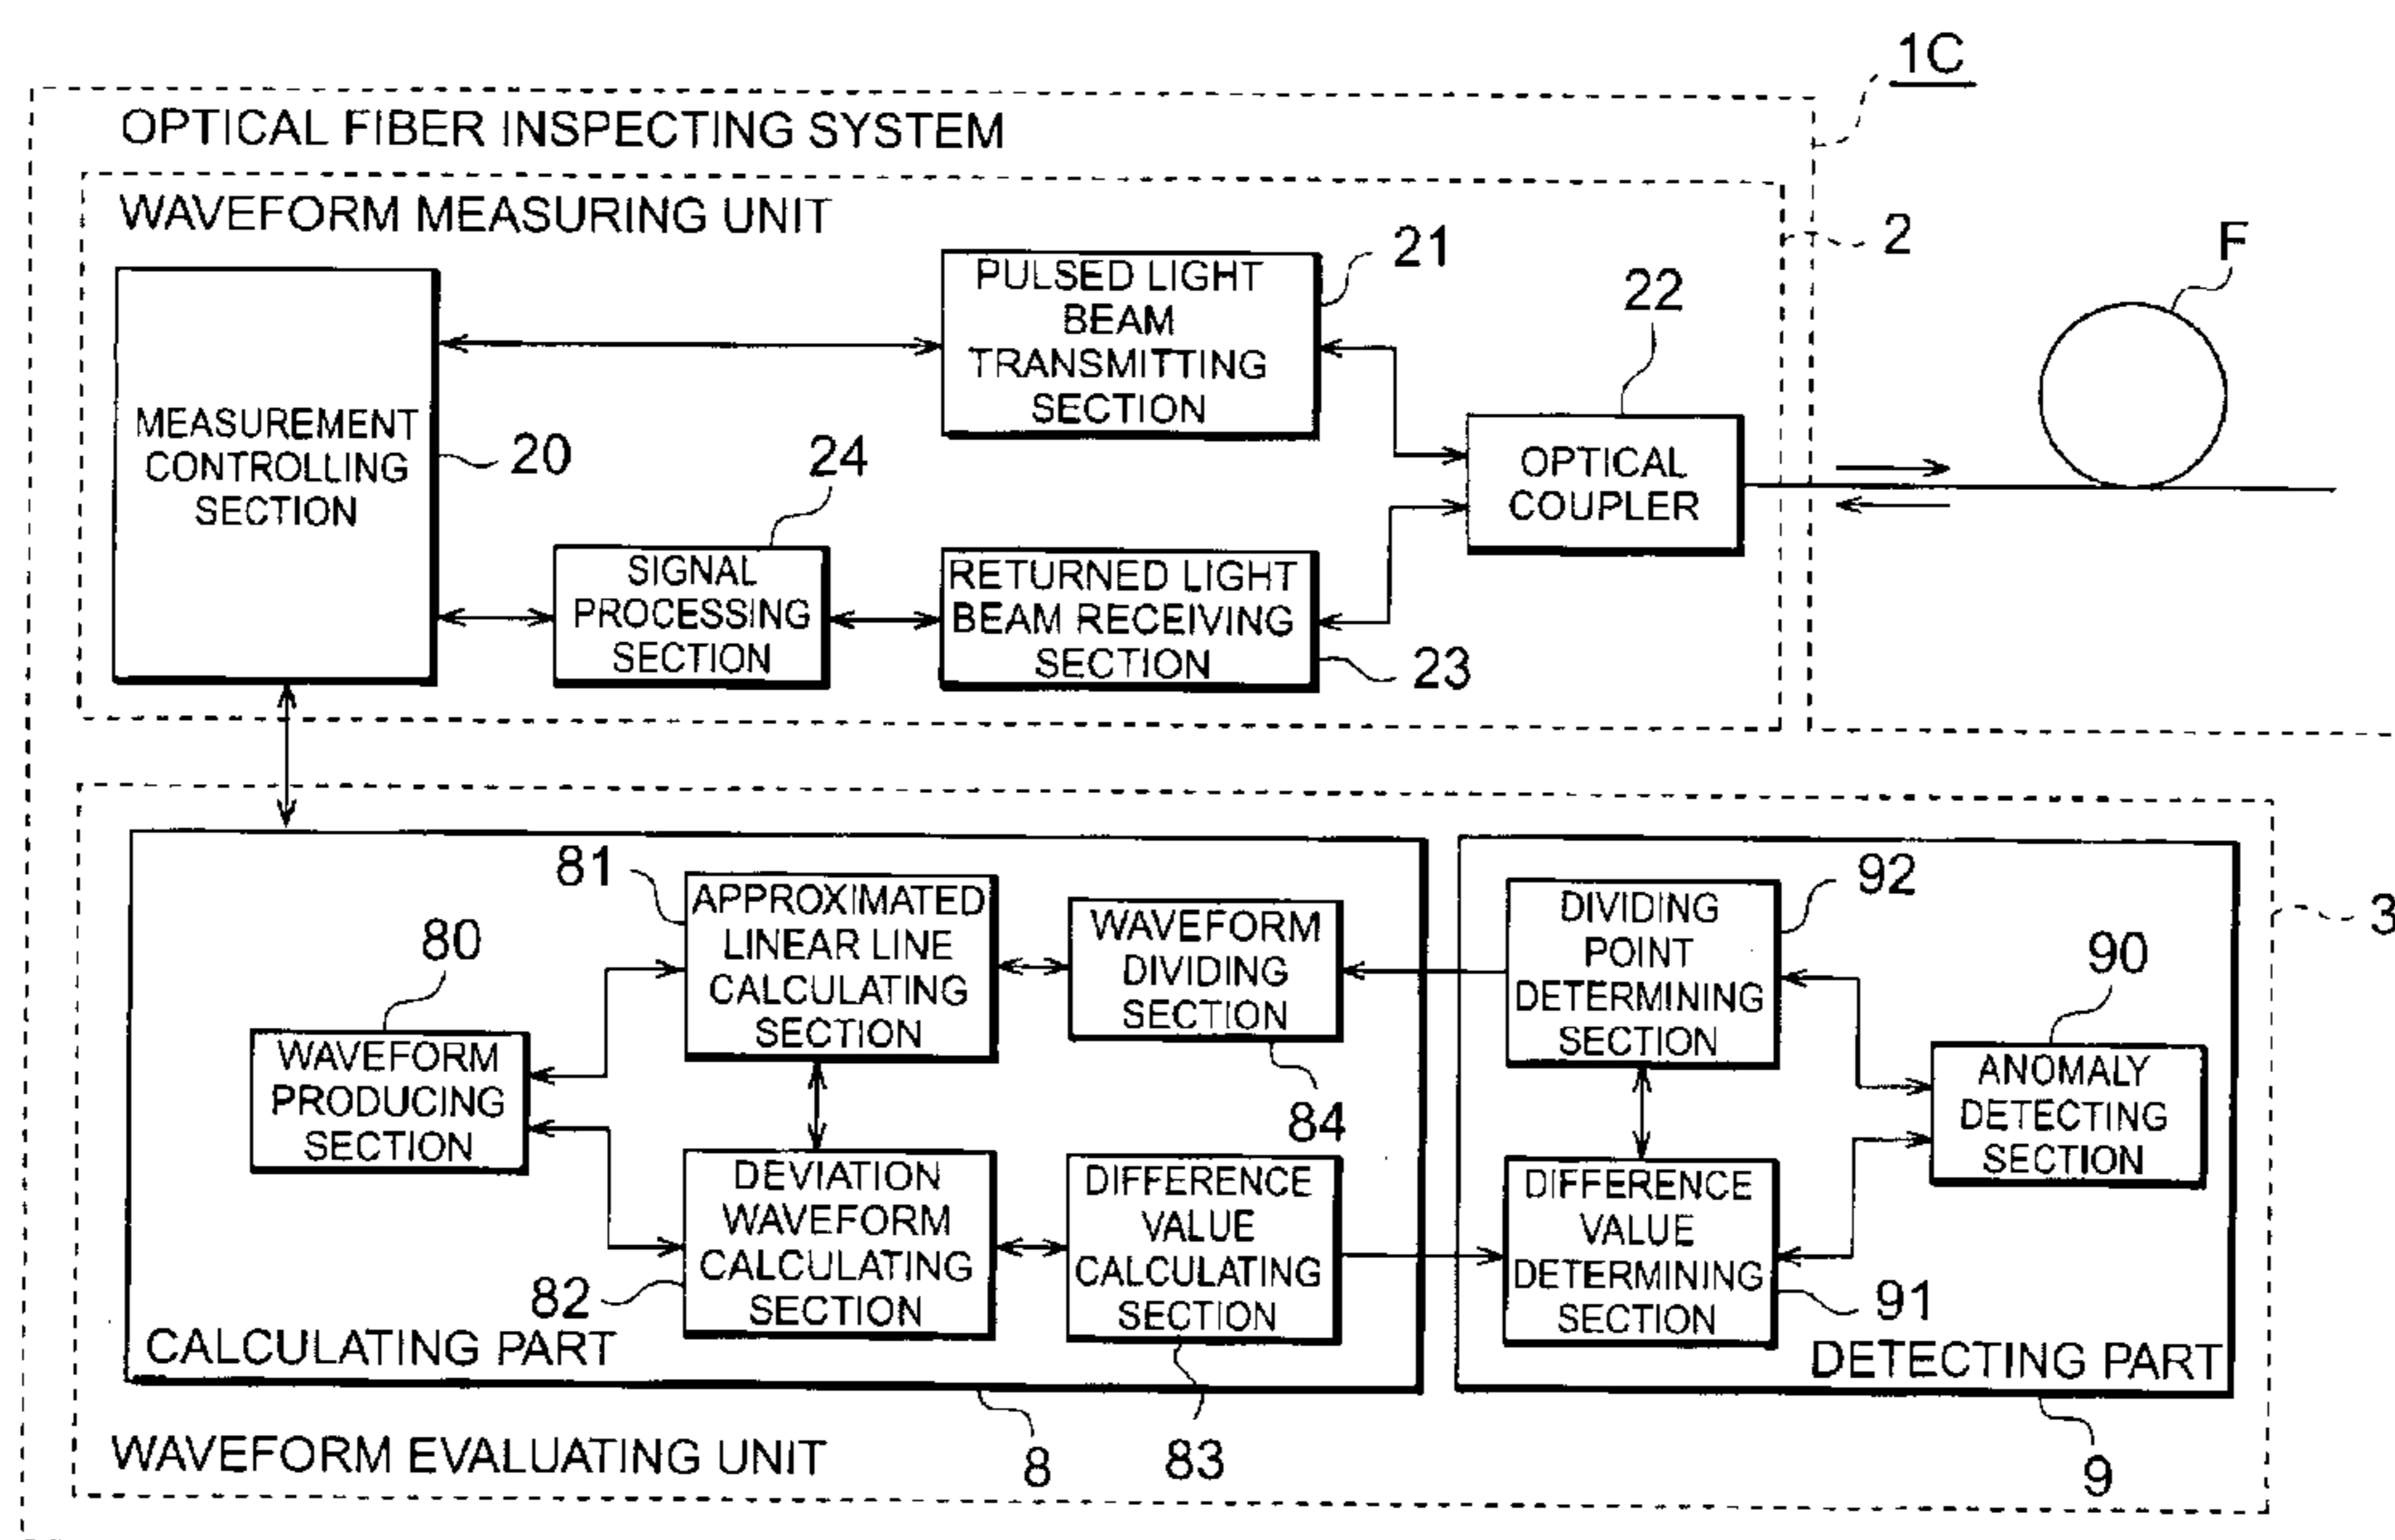 1C
OPTICAL FIBER INSPECTING SYSTEM
WAVEFORM MEASURING UNIT
2
F
21
PULSED LIGHT
BEAM
TRANSMITTING
SECTION
22
MEASUREMENT
CONTROLLING
SECTION
20
24
OPTICAL
COUPLER
SIGNAL
PROCESSING
SECTION
RETURNED LIGHT
BEAM RECEIVING
SECTION
23
81
APPROXIMATED
LINEAR LINE
CALCULATING
SECTION
WAVEFORM
DIVIDING
SECTION
84
92
DIVIDING
POINT
DETERMINING
SECTION
3
80
WAVEFORM
PRODUCING
SECTION
90
ANOMALY
DETECTING
SECTION
DEVIATION
WAVEFORM
CALCULATING
SECTION
82
DIFFERENCE
VALUE
CALCULATING
SECTION
DIFFERENCE
VALUE
DETERMINING
SECTION
91
CALCULATING PART
DETECTING PART
WAVEFORM EVALUATING UNIT
8
83
9